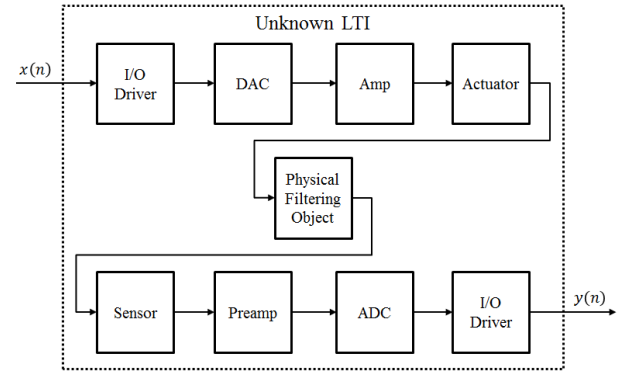 Unknown LTI
x(n)
I/O
Driver
DAC
Amp
Actuator
Physical
Filtering
Object
Sensor
Preamp
ADC
I/O
Driver
y(n)